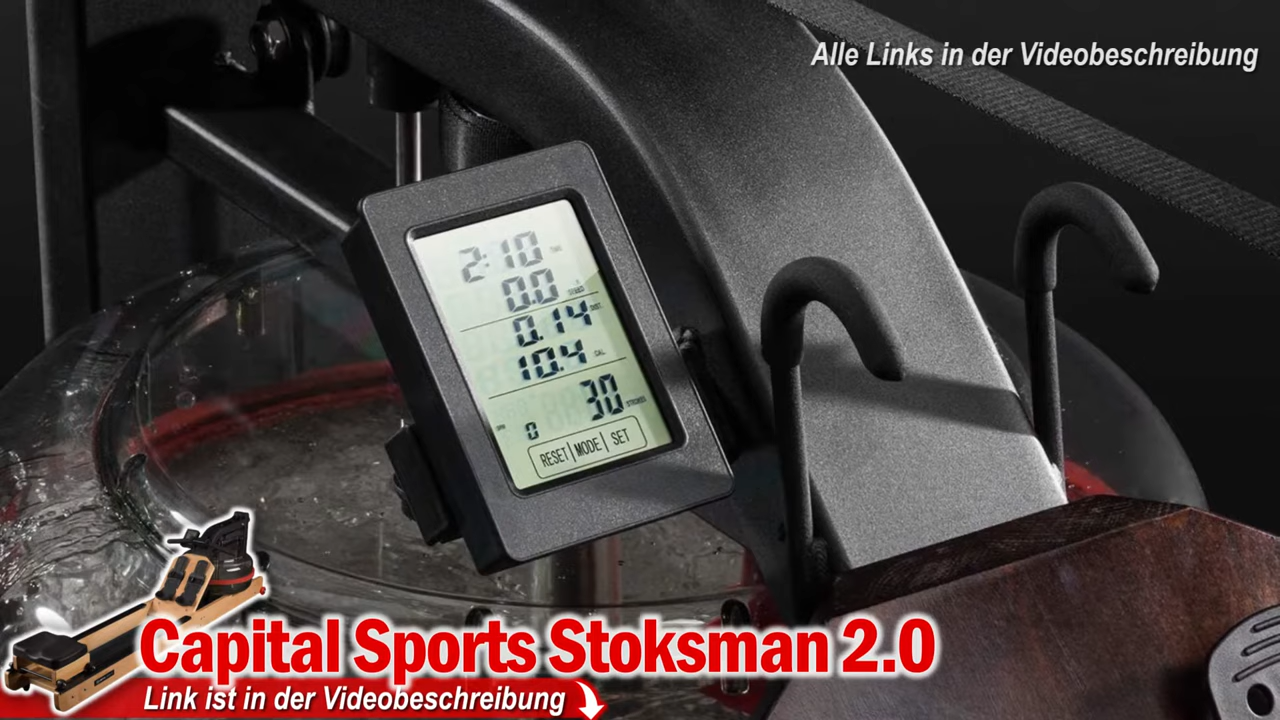 Alle Links in der Videobeschreibung
2:10
0.0
0.14
10.4 CAL
30
0
RESET | MODE | SET
Capital Sports Stoksman 2.0
Link ist in der Videobeschreibung